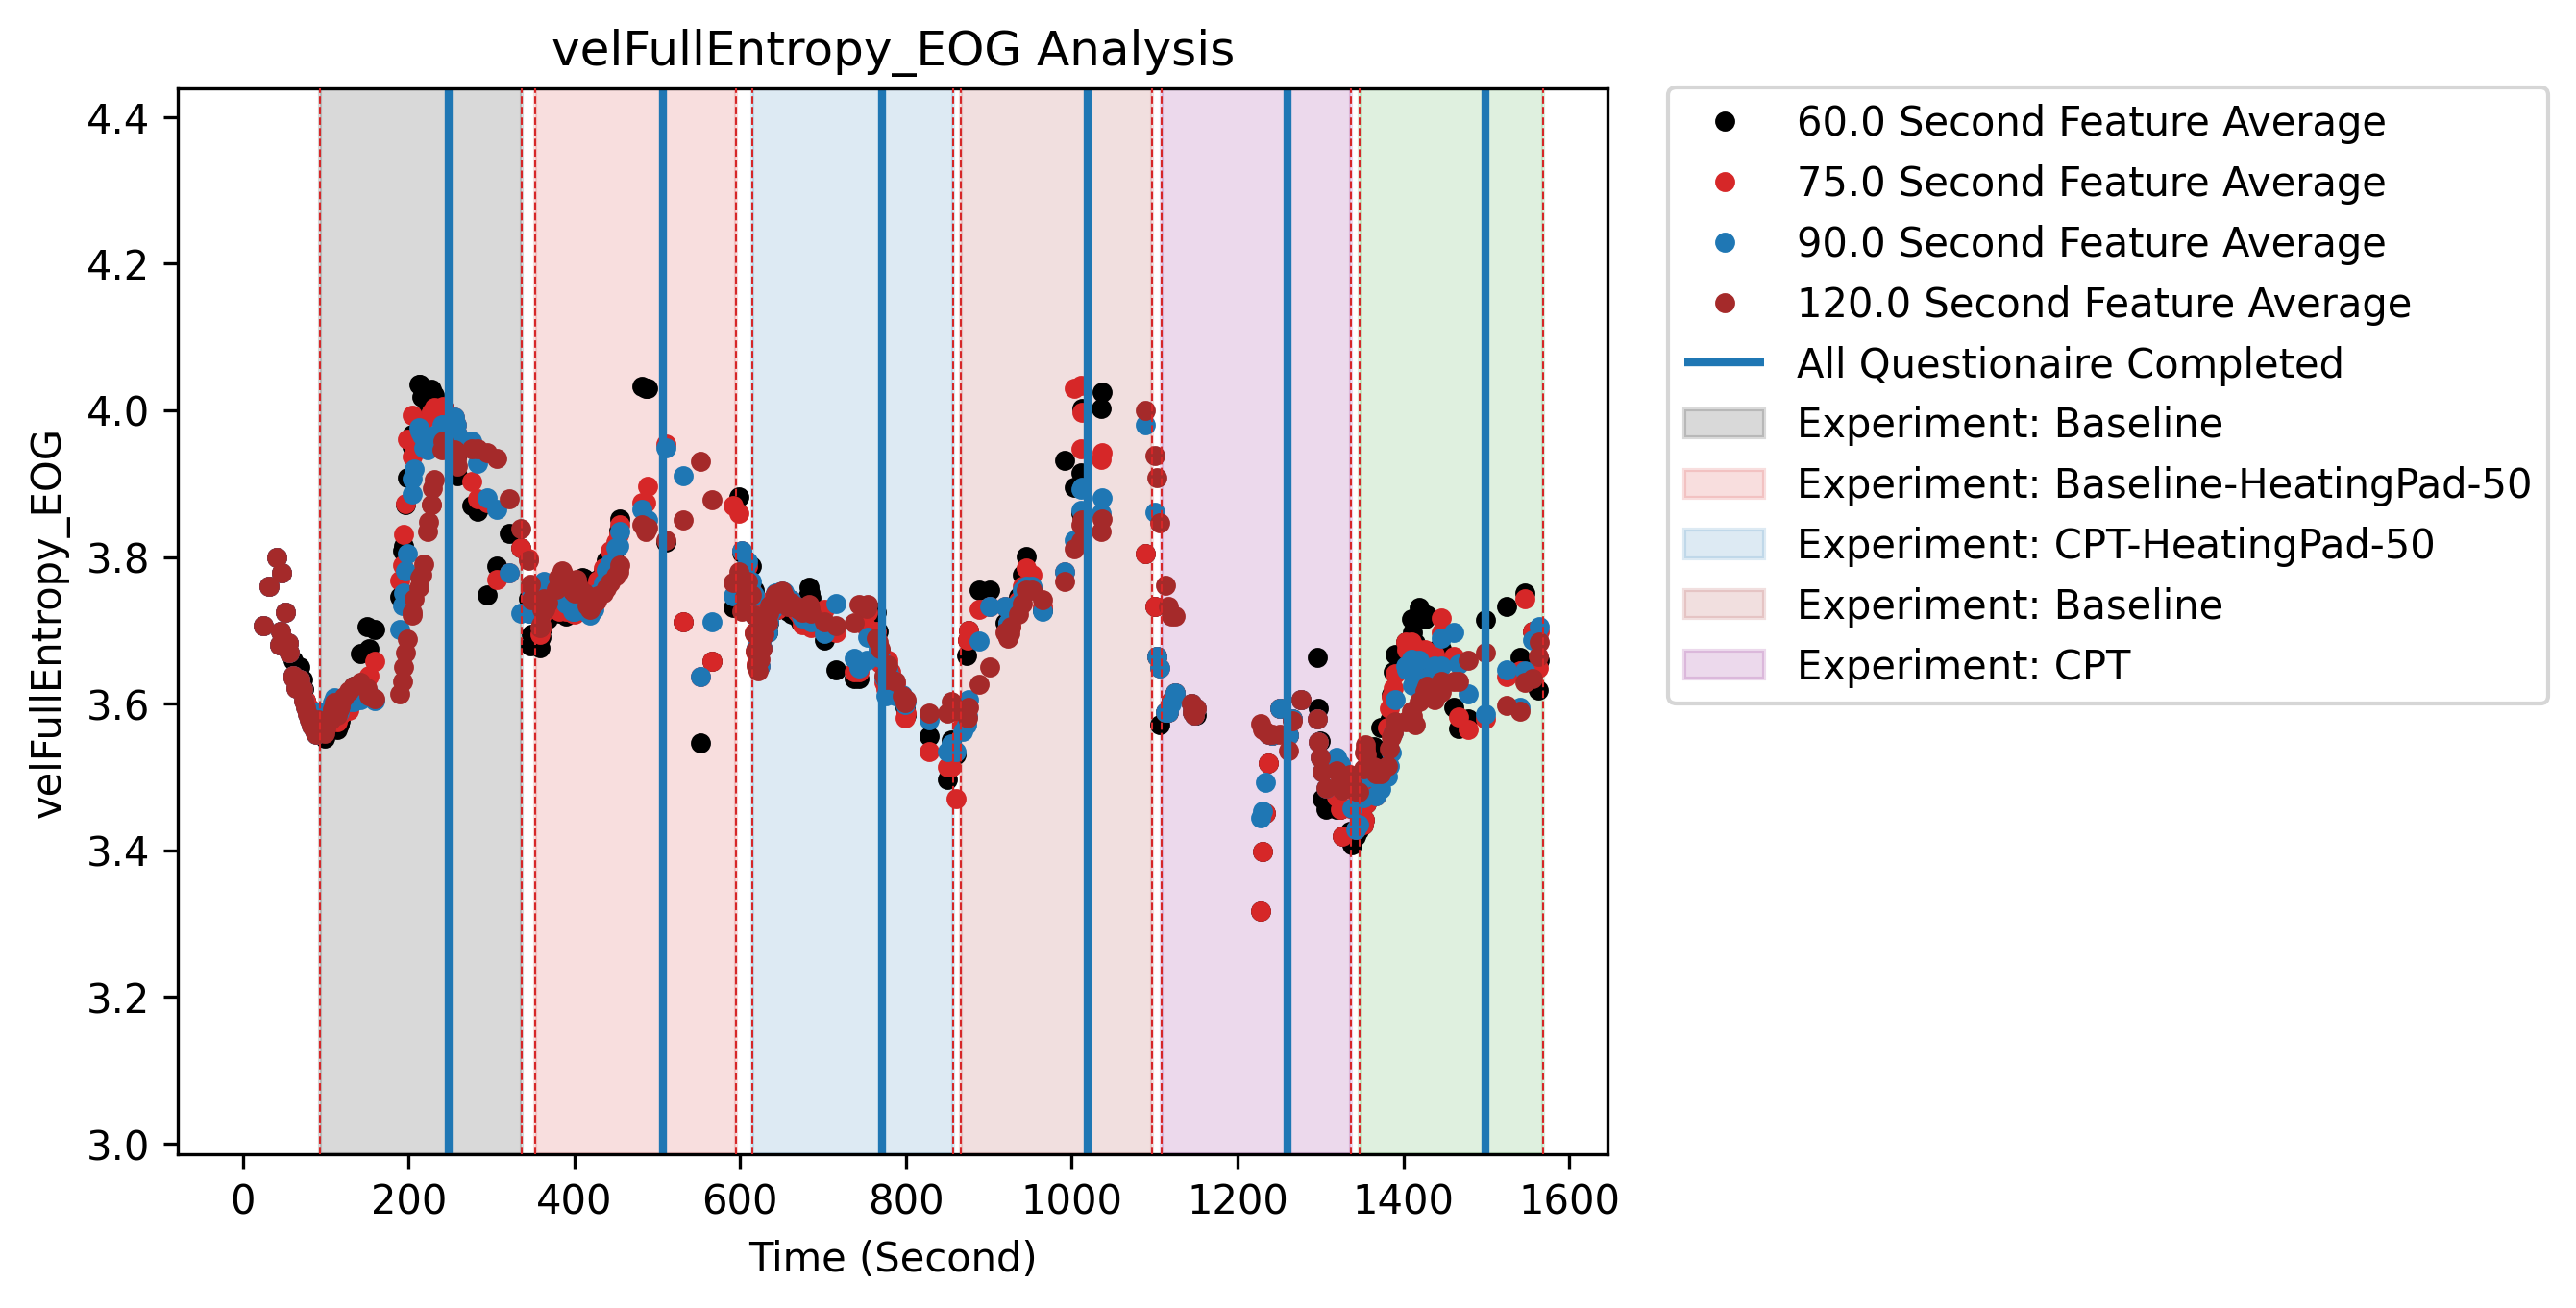 velFullEntropy_EOG Analysis
4.4
4.2
4.0
3.8
3.6
3.4
3.2
3.0
velFullEntropy_EOG
0 200 400 600 800 1000 1200 1400 1600
Time (Second)
60.0 Second Feature Average
75.0 Second Feature Average
90.0 Second Feature Average
120.0 Second Feature Average
All Questionaire Completed
Experiment: Baseline
Experiment: Baseline-HeatingPad-50
Experiment: CPT-HeatingPad-50
Experiment: Baseline
Experiment: CPT